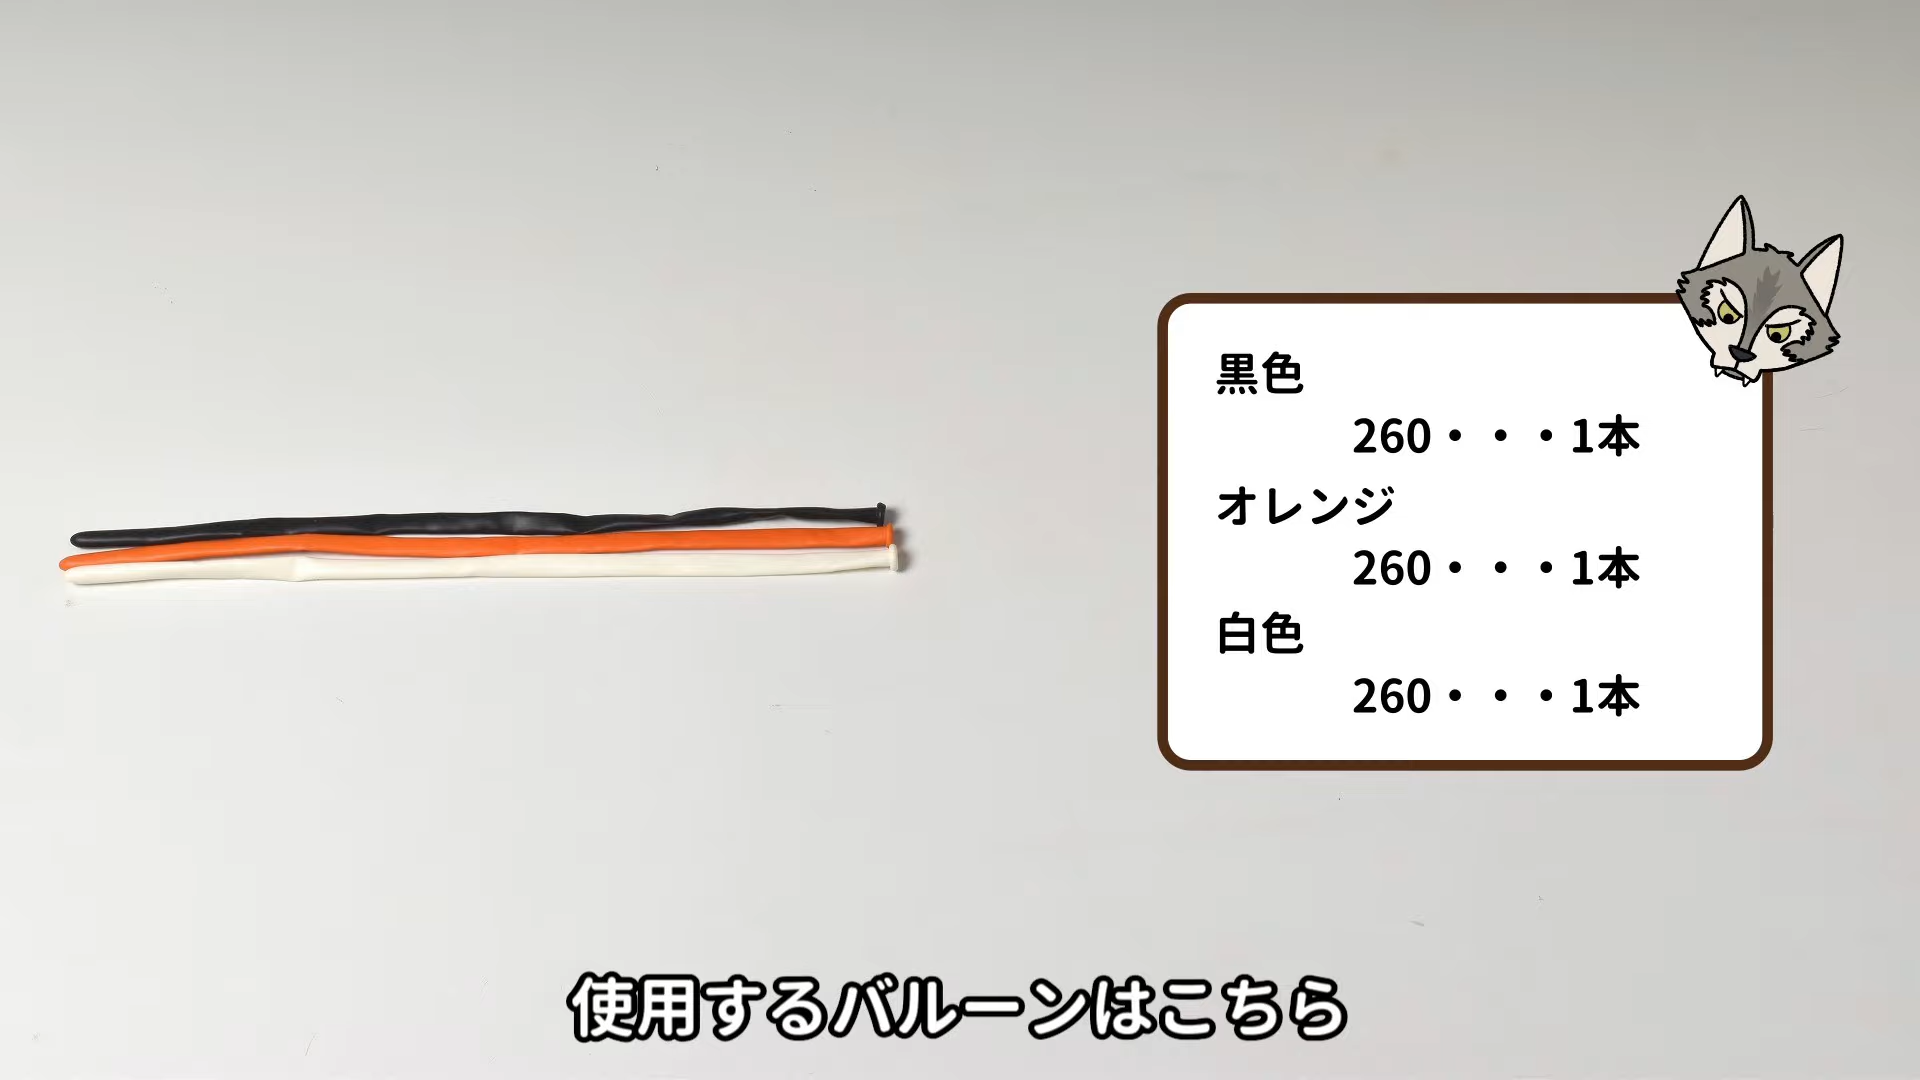 黒色
260・・・1本
オレンジ
260・・・1本
白色
260・・・1本
使用するバルーンはこちら